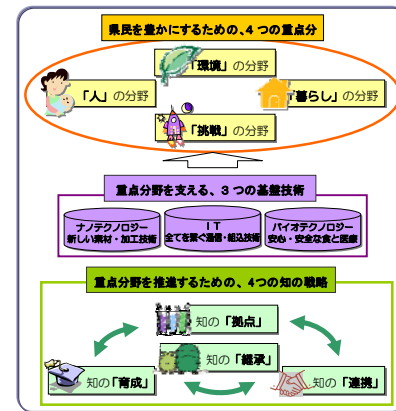 県民を豊かにするための、4つの重点分
「環境」の分野
「人」の分野
「暮らし」の分野
「挑戦」の分野
重点分野を支える、3つの基盤技術
ナノテクノロジー
新しい素材・加工技術
IT
全てを繋ぐ通信・組込技術
バイオテクノロジー
安心・安全な食と医療
重点分野を推進するための、4つの知の戦略
知の「拠点」
知の「継承」
知の「育成」
知の「連携」